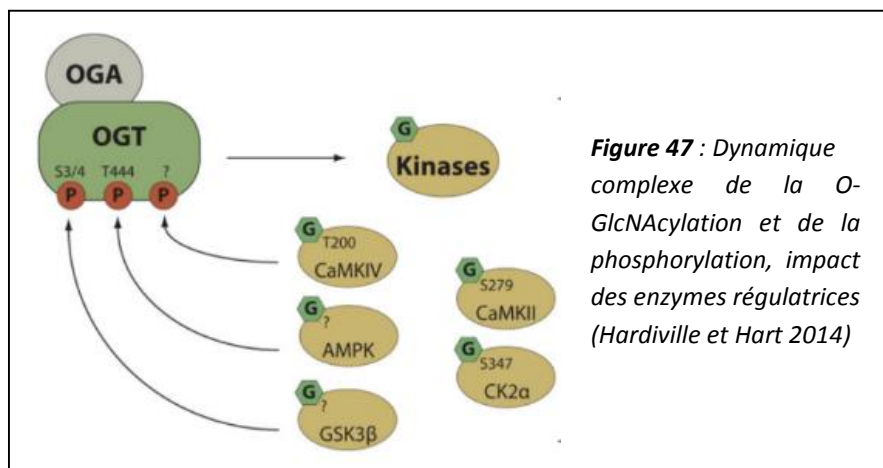 OGA
OGT
S3/4 T444 ?
P P P
G
Kinases
G
T200
CaMKIV
G
?
AMPK
G
?
GSK3β
G
S279
CaMKII
G
S347
CK2α
Figure 47 : Dynamique
complexe de la O-
GlcNAcylation et de la
phosphorylation, impact
des enzymes régulatrices
(Hardiville et Hart 2014)